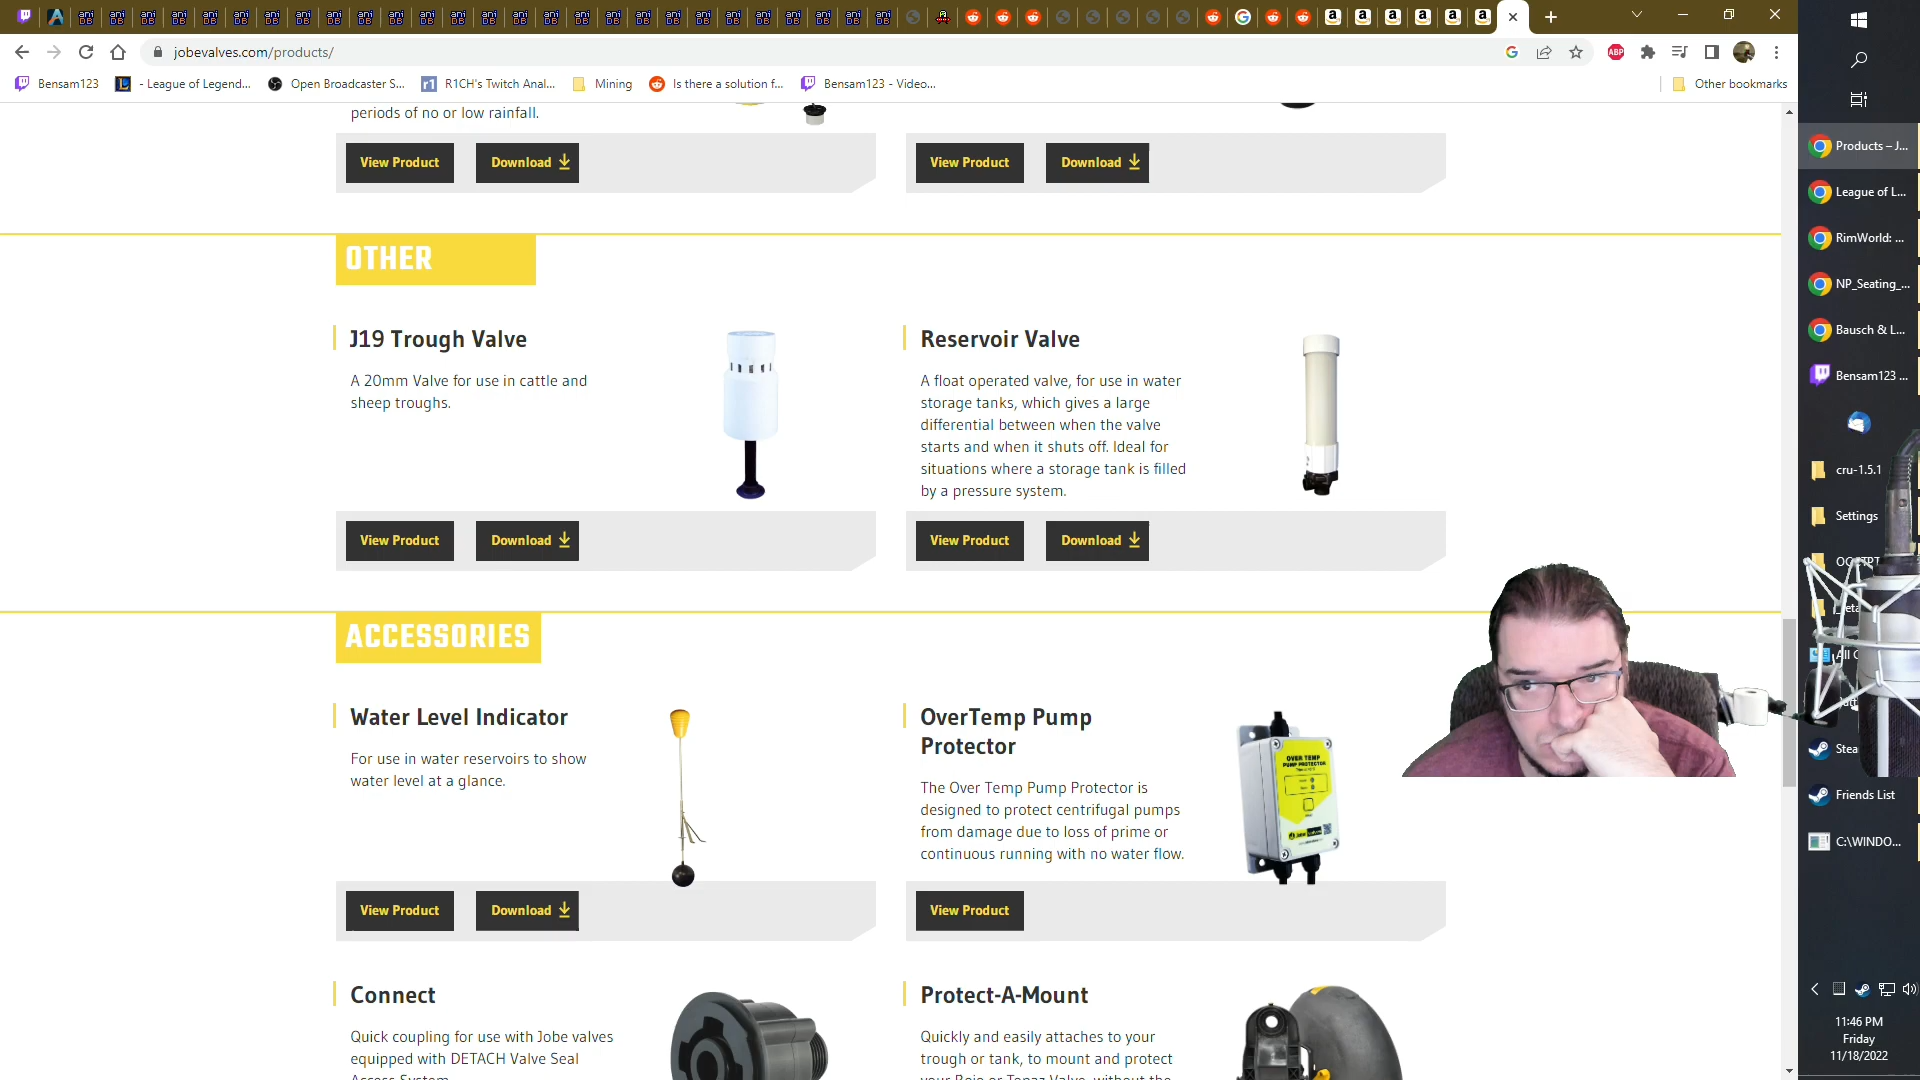 jobevalves.com/products/
Bensam123
- League of Legend...
Open Broadcaster S...
R1CH's Twitch Anal...
Mining
Is there a solution f...
Bensam123 - Video...
Other bookmarks
periods of no or low rainfall.
View Product
Download
View Product
Download
OTHER
J19 Trough Valve
A 20mm Valve for use in cattle and
sheep troughs.
View Product
Download
Reservoir Valve
A float operated valve, for use in water
storage tanks, which gives a large
differential between when the valve
starts and when it shuts off. Ideal for
situations where a storage tank is filled
by a pressure system.
View Product
Download
ACCESSORIES
Water Level Indicator
For use in water reservoirs to show
water level at a glance.
View Product
Download
OverTemp Pump
Protector
The Over Temp Pump Protector is
designed to protect centrifugal pumps
from damage due to loss of prime or
continuous running with no water flow.
OVER TEMP
PUMP PROTECTOR
View Product
Connect
Quick coupling for use with Jobe valves
equipped with DETACH Valve Seal
Access System.
Protect-A-Mount
Quickly and easily attaches to your
trough or tank, to mount and protect
your Bojo or Topaz Valve, without the
Products – J...
League of L...
RimWorld: ...
NP_Seating_...
Bausch & L...
Bensam123 ...
cru-1.5.1
Settings
All C
Stea
Friends List
C:\WINDO...
11:46 PM
Friday
11/18/2022